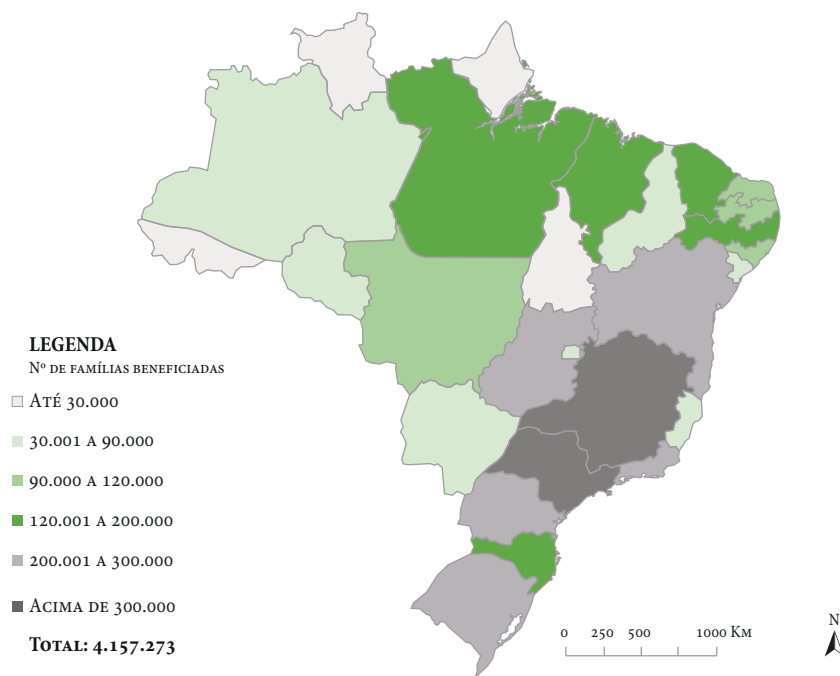 LEGENDA
Nº DE FAMÍLIAS BENEFICIADAS
ATÉ 30.000
30.001 A 90.000
90.000 A 120.000
120.001 A 200.000
200.001 A 300.000
ACIMA DE 300.000
TOTAL: 4.157.273
0 250 500 1000 KM
N